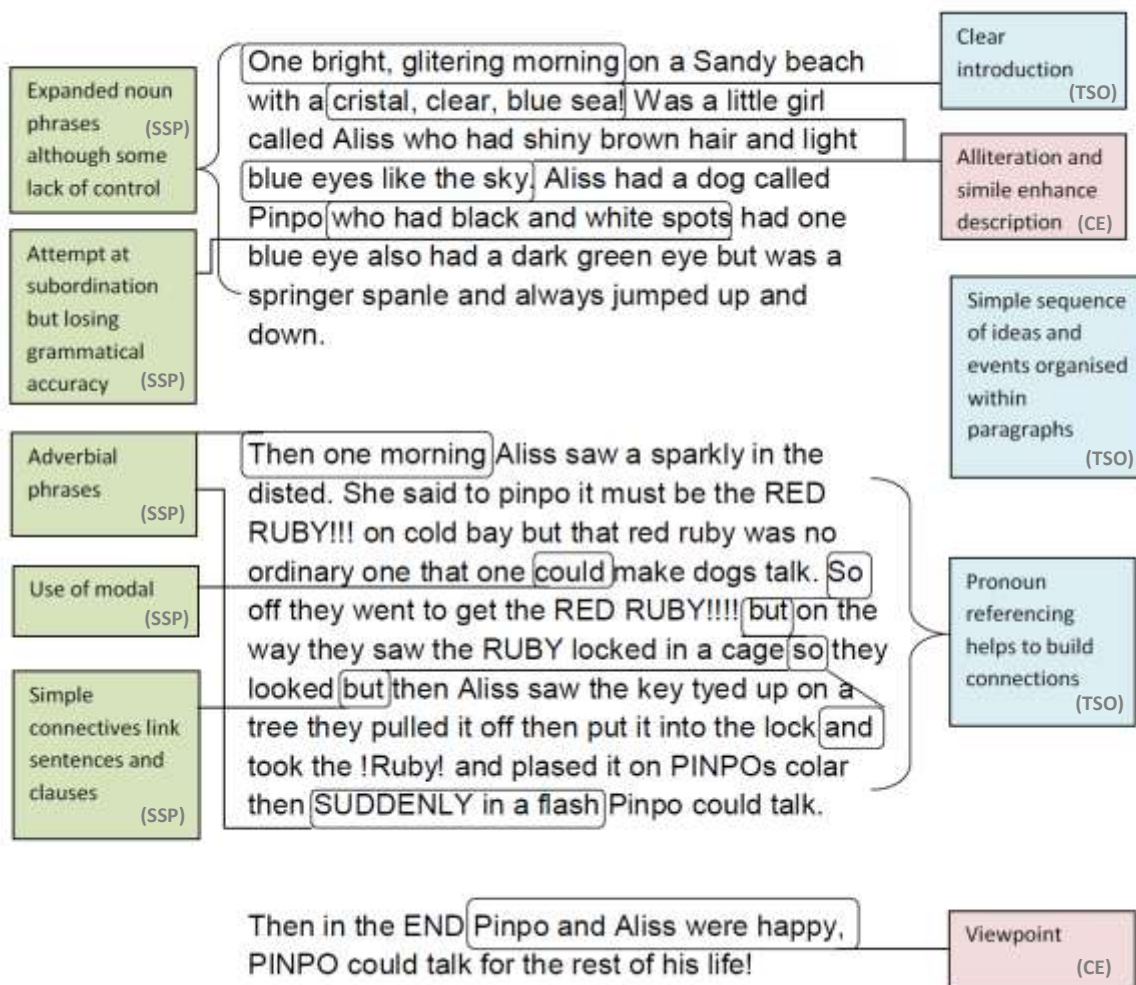 Expanded noun
phrases (SSP)
although some
lack of control
Attempt at
subordination
but losing
grammatical
accuracy (SSP)
One bright, glitering morning on a Sandy beach
with a cristal, clear, blue sea! Was a little girl
called Aliss who had shiny brown hair and light
blue eyes like the sky. Aliss had a dog called
Pinpo who had black and white spots had one
blue eye also had a dark green eye but was a
springer spanle and always jumped up and
down.
Clear
introduction
(TSO)
Alliteration and
simile enhance
description (CE)
Simple sequence
of ideas and
events organised
within
paragraphs
(TSO)
Adverbial
phrases
(SSP)
Use of modal
(SSP)
Simple
connectives link
sentences and
clauses
(SSP)
Then one morning Aliss saw a sparkly in the
disted. She said to pinpo it must be the RED
RUBY!!! on cold bay but that red ruby was no
ordinary one that one could make dogs talk. So
off they went to get the RED RUBY!!!! but on the
way they saw the RUBY locked in a cage so they
looked but then Aliss saw the key tyed up on a
tree they pulled it off then put it into the lock and
took the !Ruby! and plased it on PINPOs colar
then SUDDENLY in a flash Pinpo could talk.
Pronoun
referencing
helps to build
connections
(TSO)
Then in the END Pinpo and Aliss were happy,
PINPO could talk for the rest of his life!
Viewpoint
(CE)